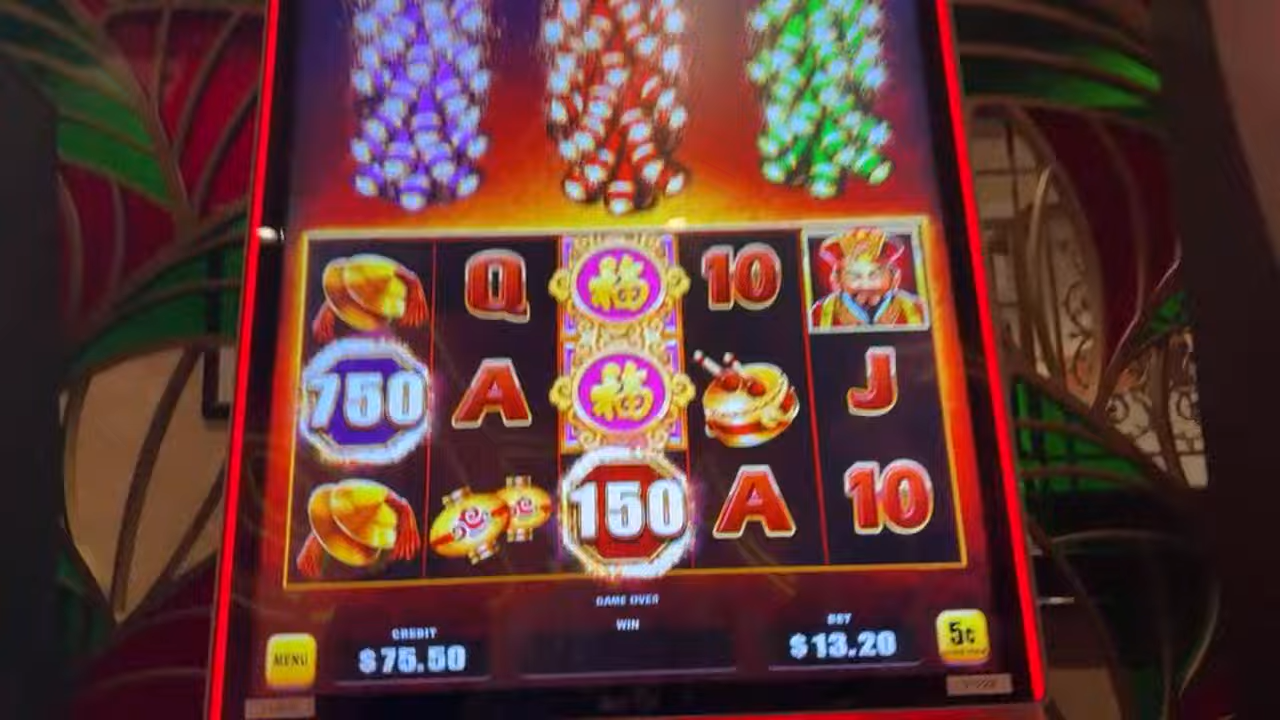 Q 福 10
750 A 福 J
150 A 10
GAME OVER
CREDIT WIN BET
MENU $75.50 $13.20 5¢